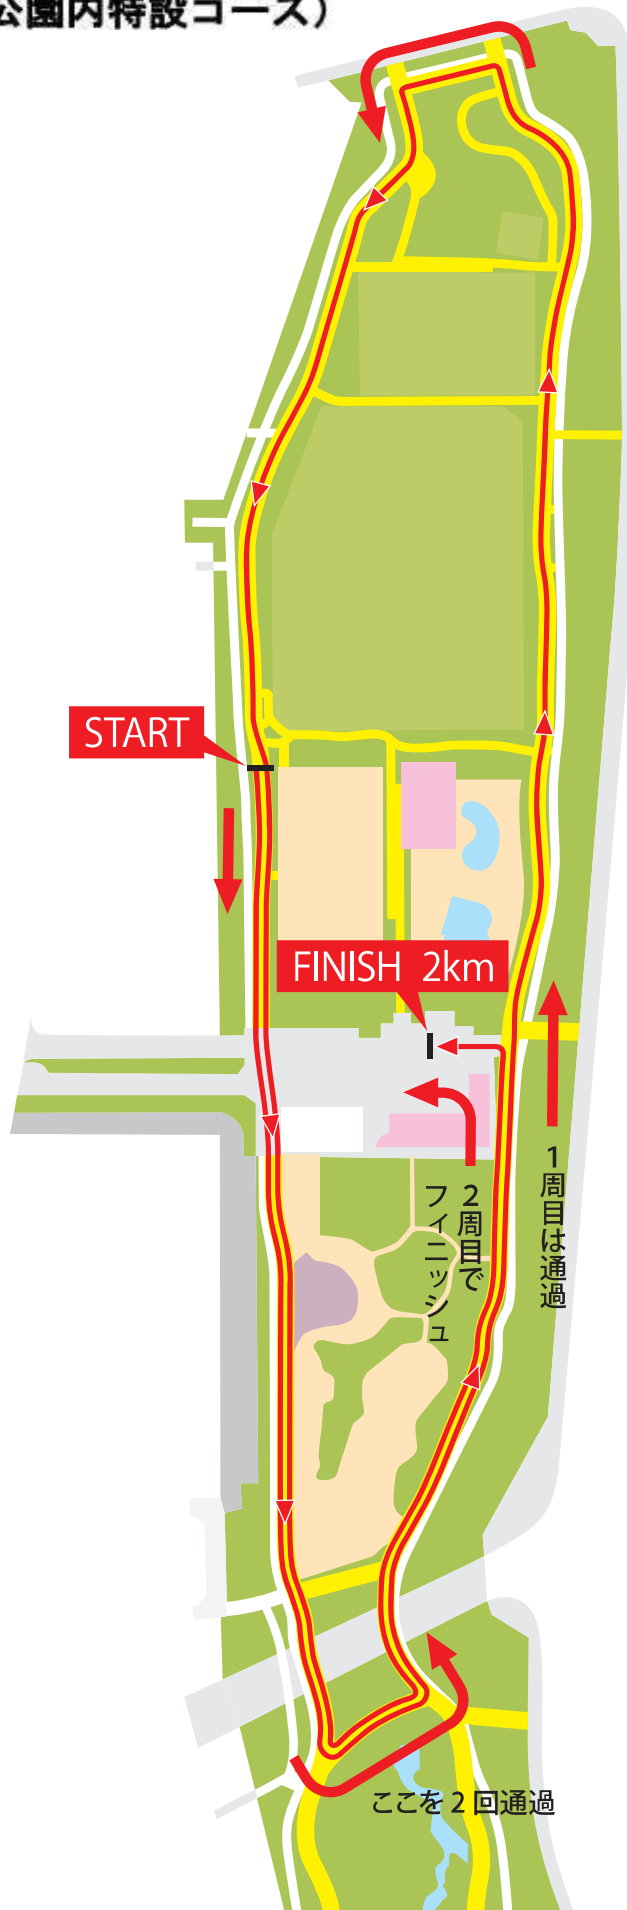 公園内特設コース）
START
FINISH 2km
1周目は通過
2周目で
フィニッシュ
ここを2回通過